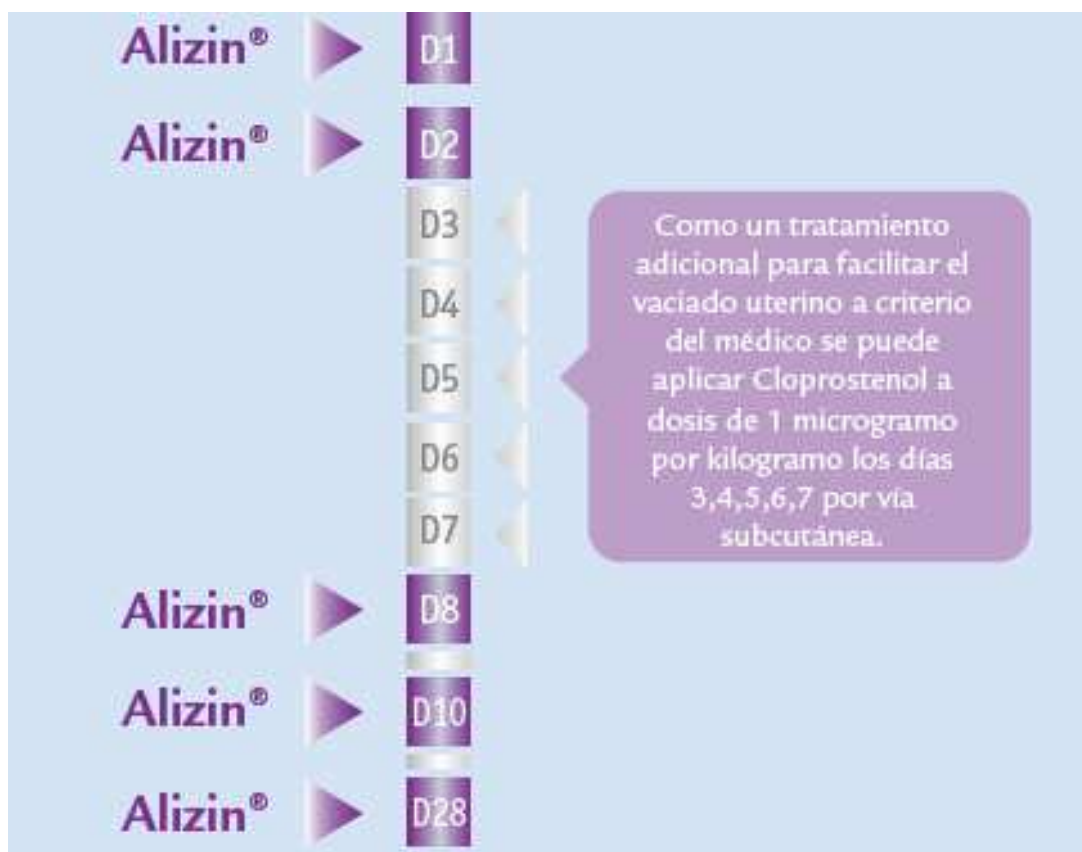 Alizin® D1
Alizin® D2
D3
D4
D5
D6
D7
Como un tratamiento
adicional para facilitar el
vaciado uterino a criterio
del médico se puede
aplicar Cloprostenol a
dosis de 1 microgramo
por kilogramo los días
3,4,5,6,7 por vía
subcutánea.
Alizin® D8
Alizin® D10
Alizin® D28